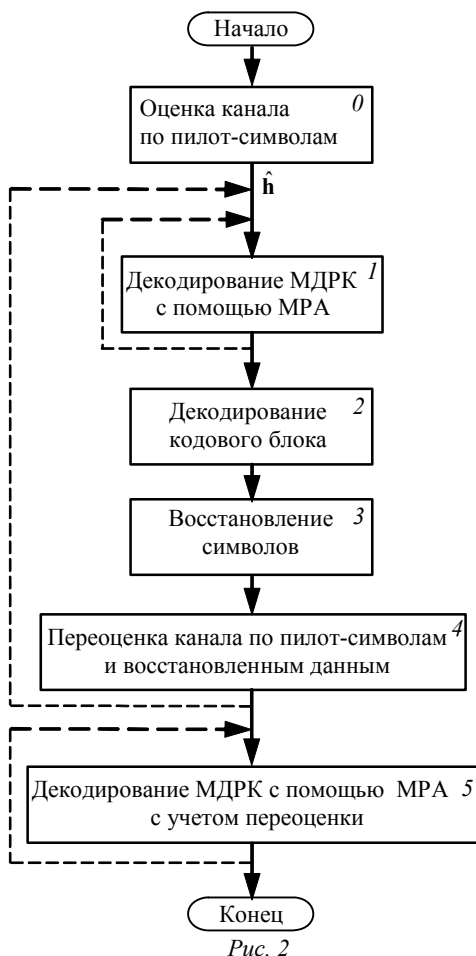 Начало
0
Оценка канала
по пилот-символам
ĥ
1
Декодирование МДРК
с помощью МРА
2
Декодирование
кодового блока
3
Восстановление
символов
4
Переоценка канала по пилот-символам
и восстановленным данным
Декодирование МДРК с помощью МРА 5
с учетом переоценки
Конец
Рис. 2